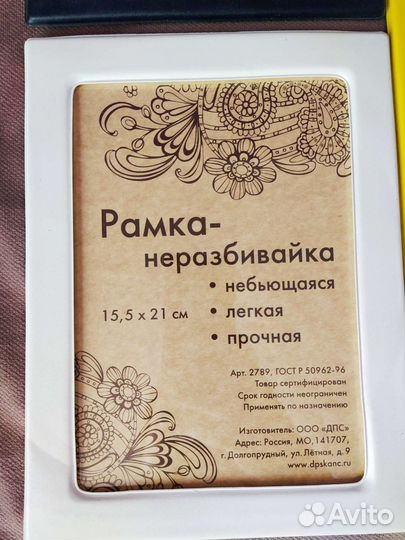 Рамка-
неразбивайка
• небьющаяся
15,5 х 21 см
• легкая
• прочная
Арт. 2789, ГОСТ Р 50962-96
Товар сертифицирован
Срок годности неограничен
Применять по назначению
Изготовитель: ООО «ДПС»
Адрес: Россия, МО,141707,
г. Долгопрудный, ул. Лётная, д. 9
www.dpskanc.ru
Avito